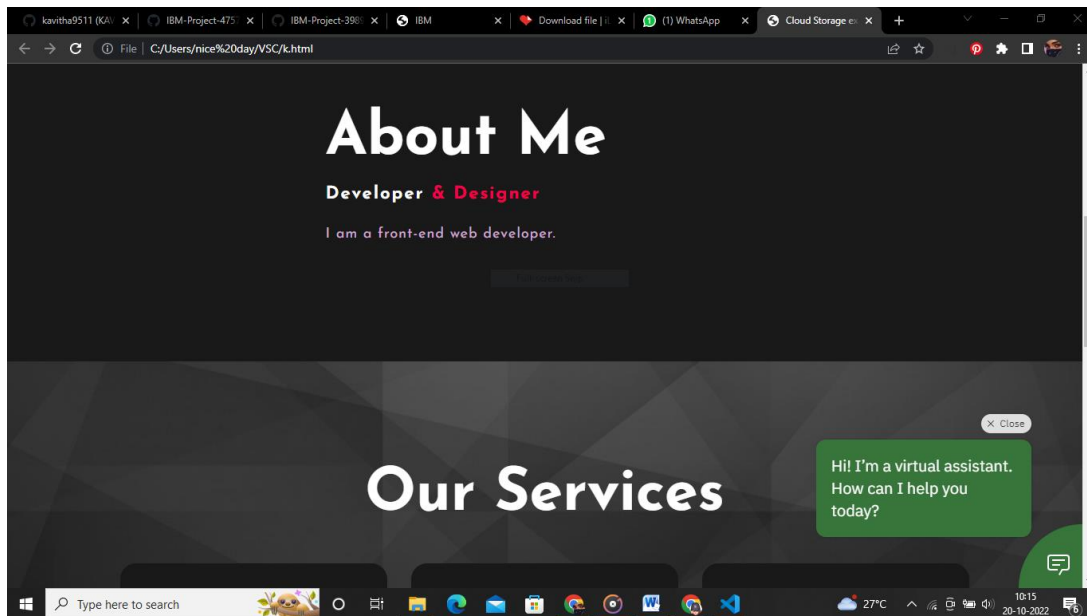 kavitha9511 (KAV
IBM-Project-475
IBM-Project-398
IBM
Download file | i
(1) WhatsApp
Cloud Storage ex
File | C:/Users/nice%20day/VSC/k.html
About Me
Developer & Designer
I am a front-end web developer.
× Close
Hi! I'm a virtual assistant.
How can I help you
today?
Our Services
Type here to search
27°C
10:15
20-10-2022